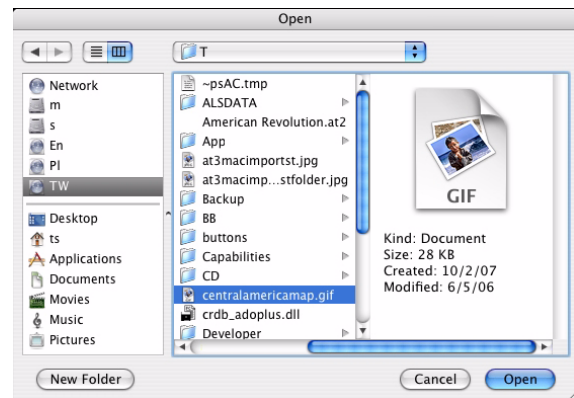 Open
T
Network
m
s
En
Pl
TW
Desktop
ts
Applications
Documents
Movies
Music
Pictures
~psAC.tmp
ALSDATA
American Revolution.at2
App
at3macimportst.jpg
at3macimp...stfolder.jpg
Backup
BB
buttons
Capabilities
CD
centralamericamap.gif
crdb_adoplus.dll
Developer
GIF
Kind: Document
Size: 28 KB
Created: 10/2/07
Modified: 6/5/06
New Folder
Cancel
Open